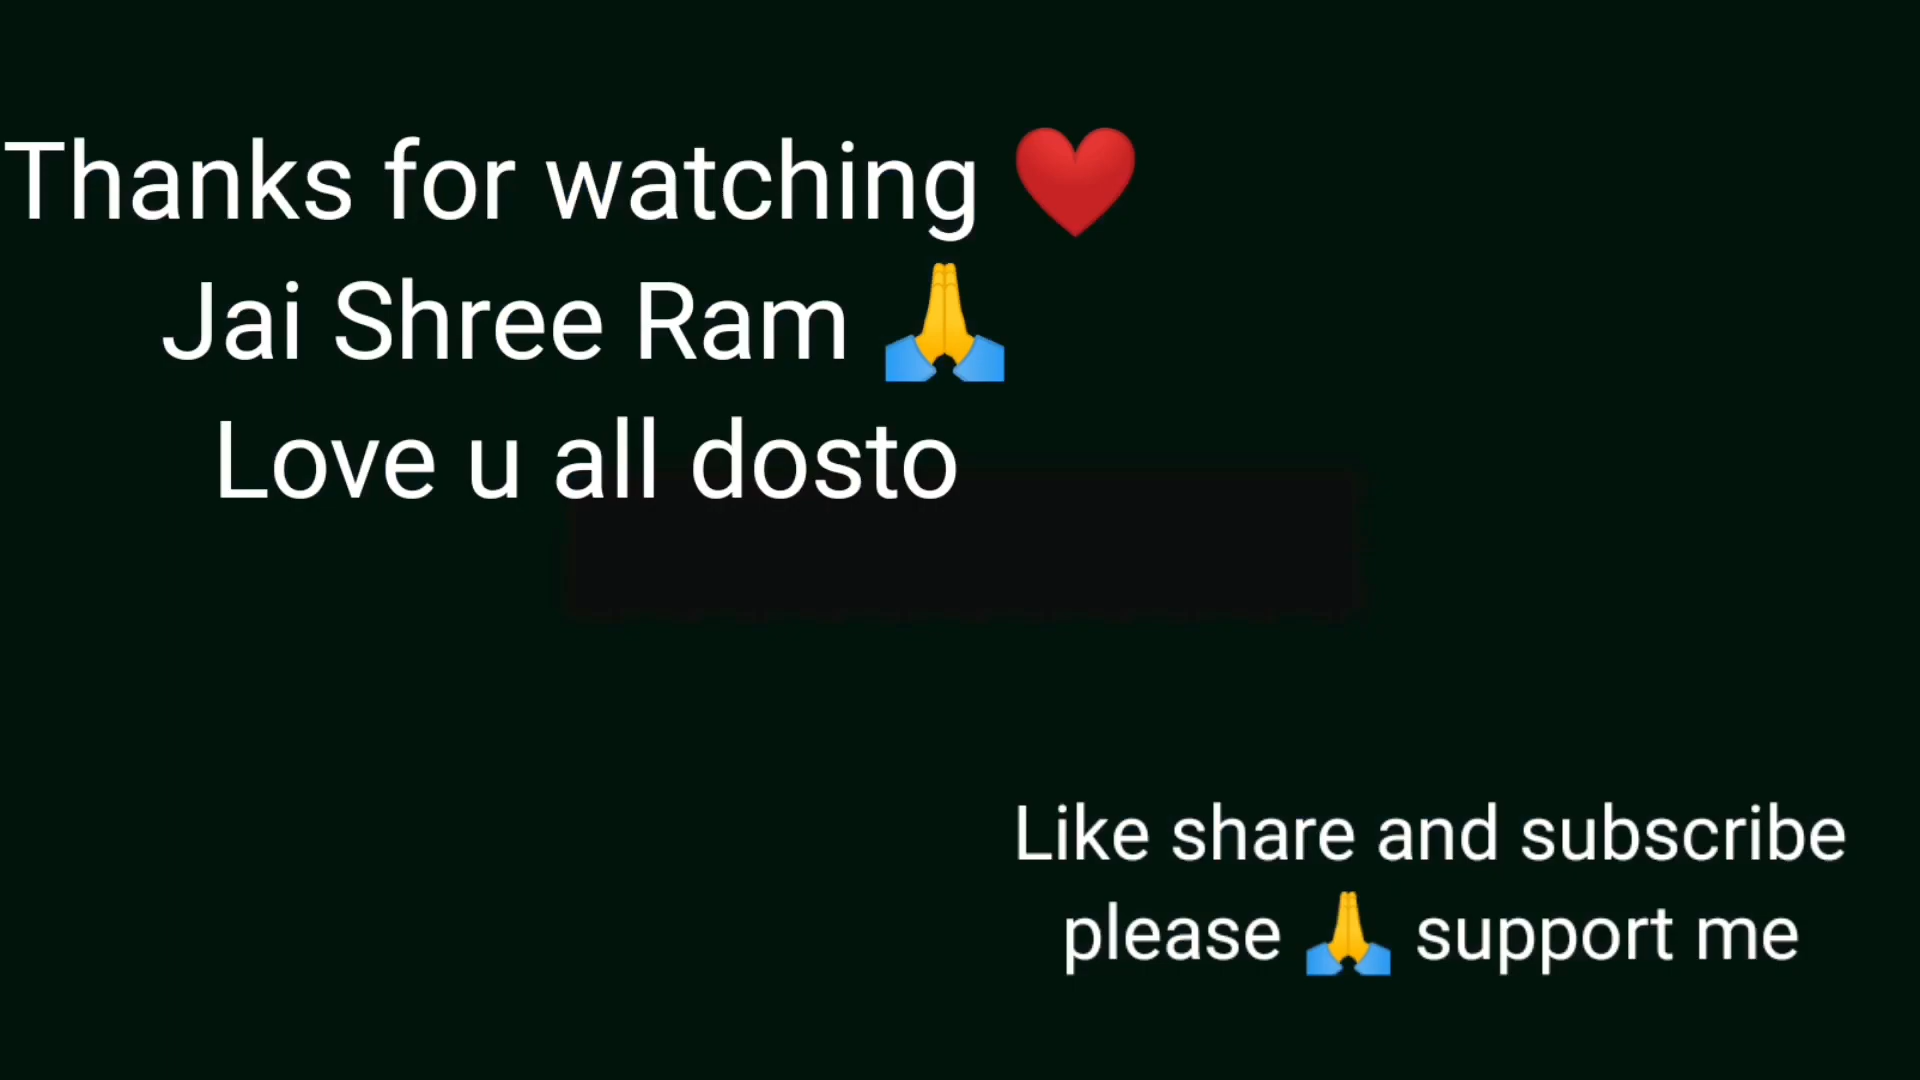 Thanks for watching ❤️
Jai Shree Ram 🙏
Love u all dosto
Like share and subscribe
please 🙏 support me